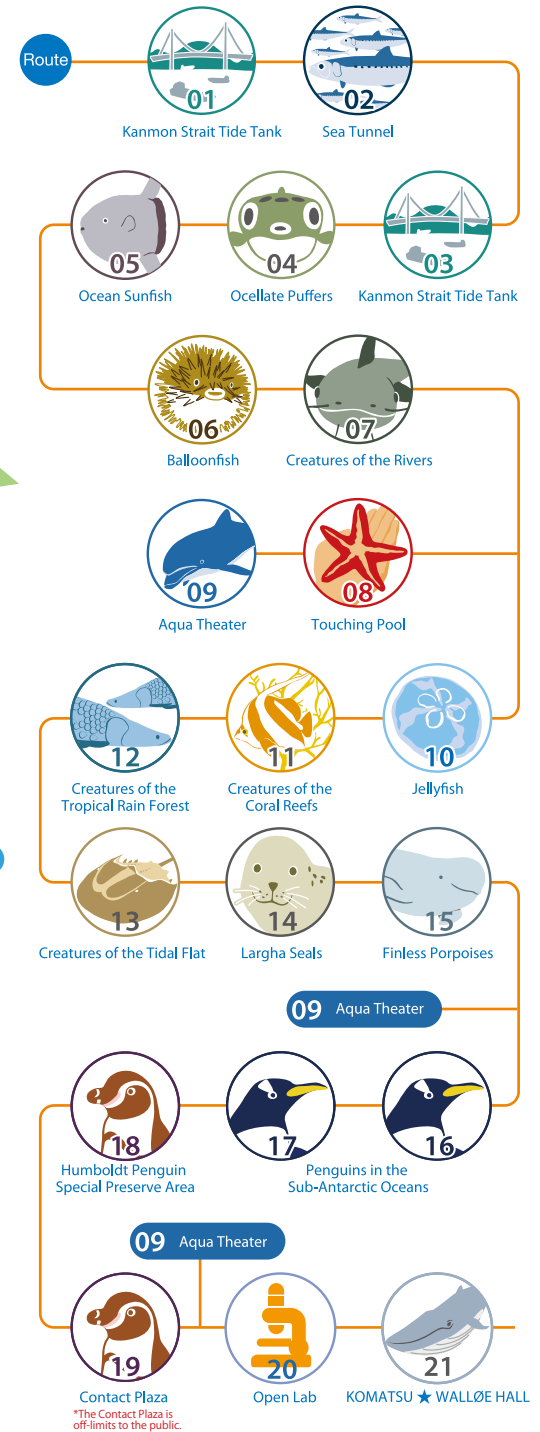 Route
01
02
Kanmon Strait Tide Tank
Sea Tunnel
05
04
03
Ocean Sunfish
Ocellate Puffers
Kanmon Strait Tide Tank
06
07
Balloonfish
Creatures of the Rivers
09
08
Aqua Theater
Touching Pool
12
11
10
Creatures of the
Tropical Rain Forest
Creatures of the
Coral Reefs
Jellyfish
13
14
15
Creatures of the Tidal Flat
Largha Seals
Finless Porpoises
09 Aqua Theater
18
17
16
Humboldt Penguin
Special Preserve Area
Penguins in the
Sub-Antarctic Oceans
09 Aqua Theater
19
20
21
Contact Plaza
*The Contact Plaza is
off-limits to the public.
Open Lab
KOMATSU ★ WALLØE HALL